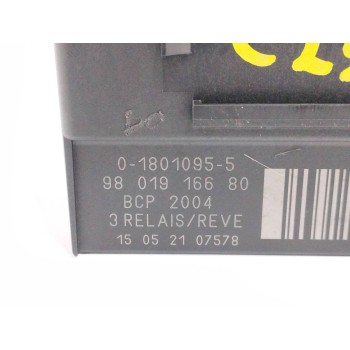 0-1801095-5
98 019 166 80
BCP 2004
3 RELAIS/REVE
15 05 21 07578